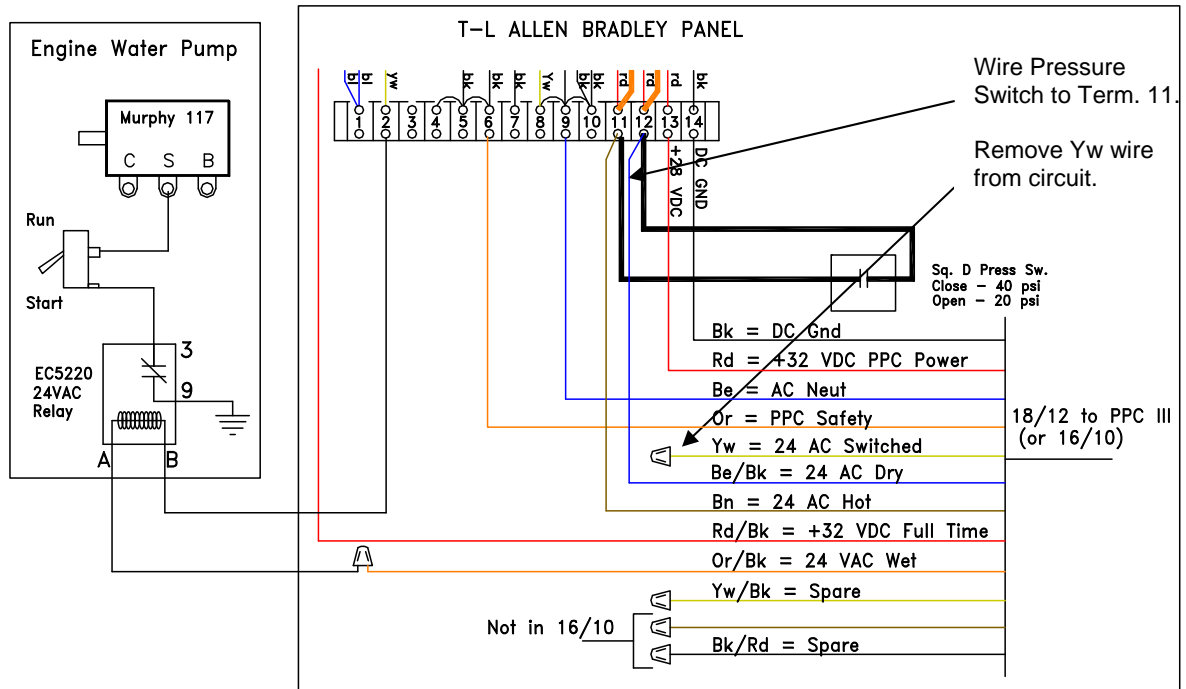 T-L ALLEN BRADLEY PANEL
Engine Water Pump
Murphy 117
C S B
Run
Start
EC5220
24VAC
Relay
3
9
A B
bl bl yw bk bk bk Yw bk bk rd rd rd bk
1 2 3 4 5 6 7 8 9 10 11 12 13 14
+28 VDC
DC GND
Wire Pressure
Switch to Term. 11.
Remove Yw wire
from circuit.
Sq. D Press Sw.
Close - 40 psi
Open - 20 psi
Bk = DC Gnd
Rd = +32 VDC PPC Power
Be = AC Neut
Or = PPC Safety
Yw = 24 AC Switched
Be/Bk = 24 AC Dry
Bn = 24 AC Hot
Rd/Bk = +32 VDC Full Time
Or/Bk = 24 VAC Wet
Yw/Bk = Spare
Bk/Rd = Spare
Not in 16/10
18/12 to PPC III
(or 16/10)